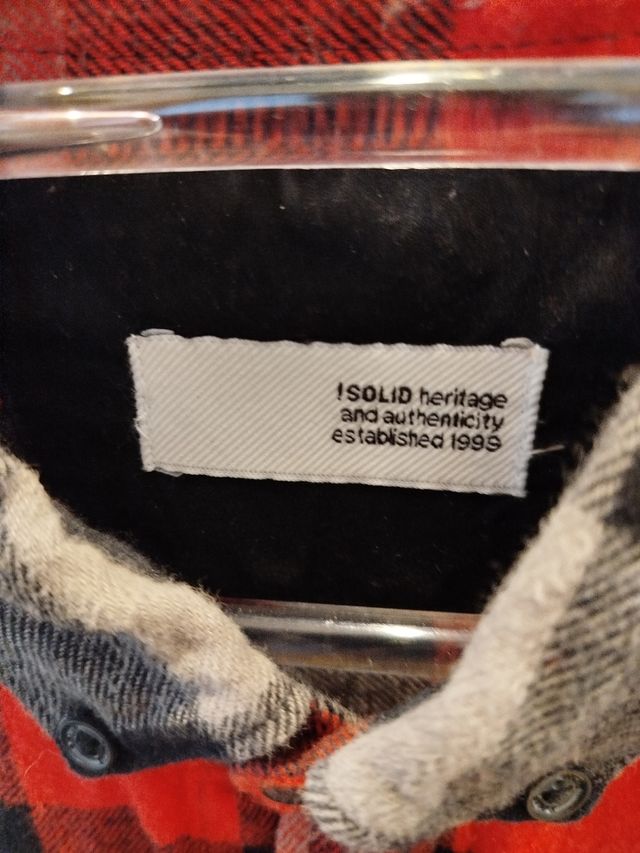 !SOLID heritage
and authenticity
established 1999